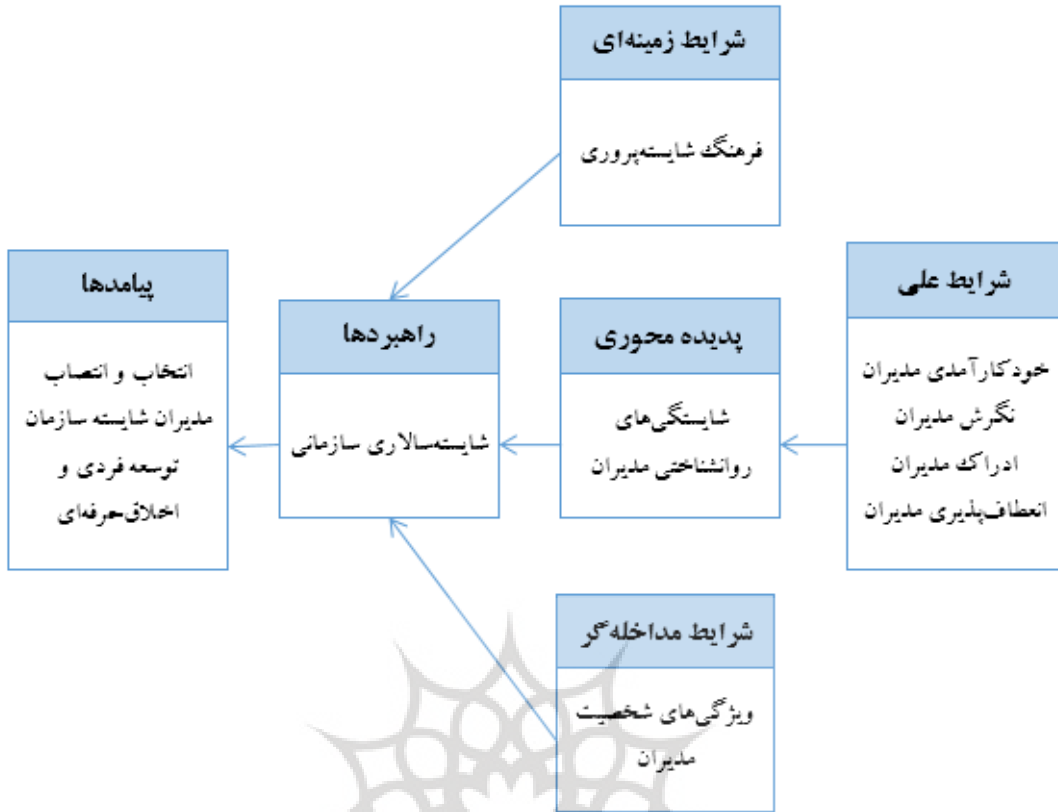 شرایط زمینه‌ای
فرهنگ شایسته‌پروری
شرایط علی
خودکارآمدی مدیران
نگرش مدیران
ادراک مدیران
انعطاف‌پذیری مدیران
پدیده محوری
شایستگی‌های
روانشناختی مدیران
راهبردها
شایسته‌سالاری سازمانی
پیامدها
انتخاب و انتصاب
مدیران شایسته سازمان
توسعه فردی و
اخلاق‌حرفه‌ای
شرایط مداخله‌گر
ویژگی‌های شخصیت
مدیران